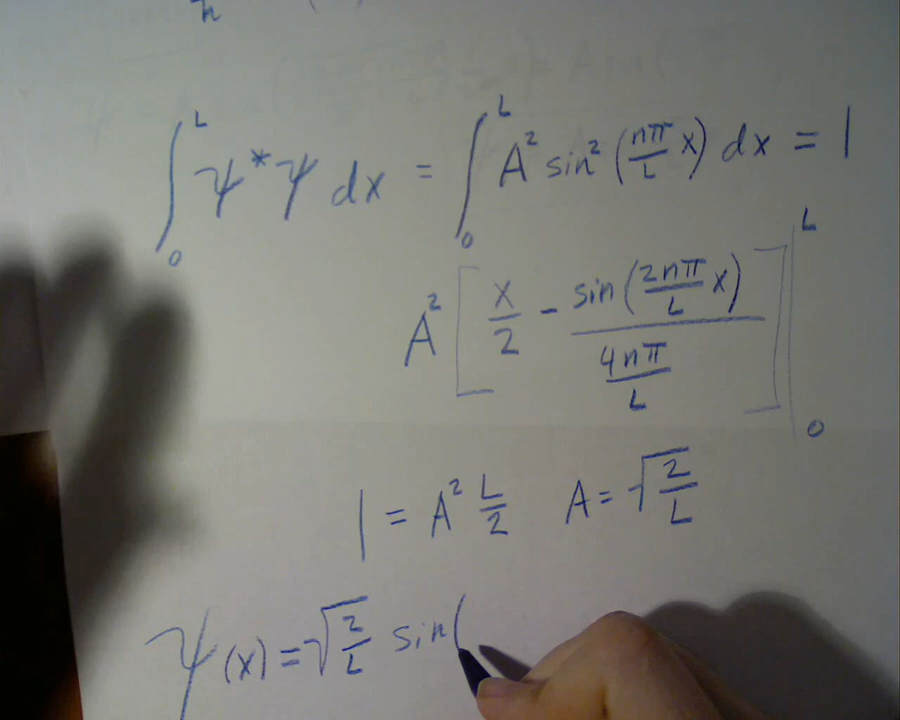 ħ
∫₀ᴸ ψ*ψ dx = ∫₀ᴸ A² sin² (nπ/L x) dx = 1
A² [x/2 - sin(2nπ/L x) / (4nπ/L)] |₀ᴸ
1 = A² L/2 A = √(2/L)
ψ(x) = √(2/L) sin(